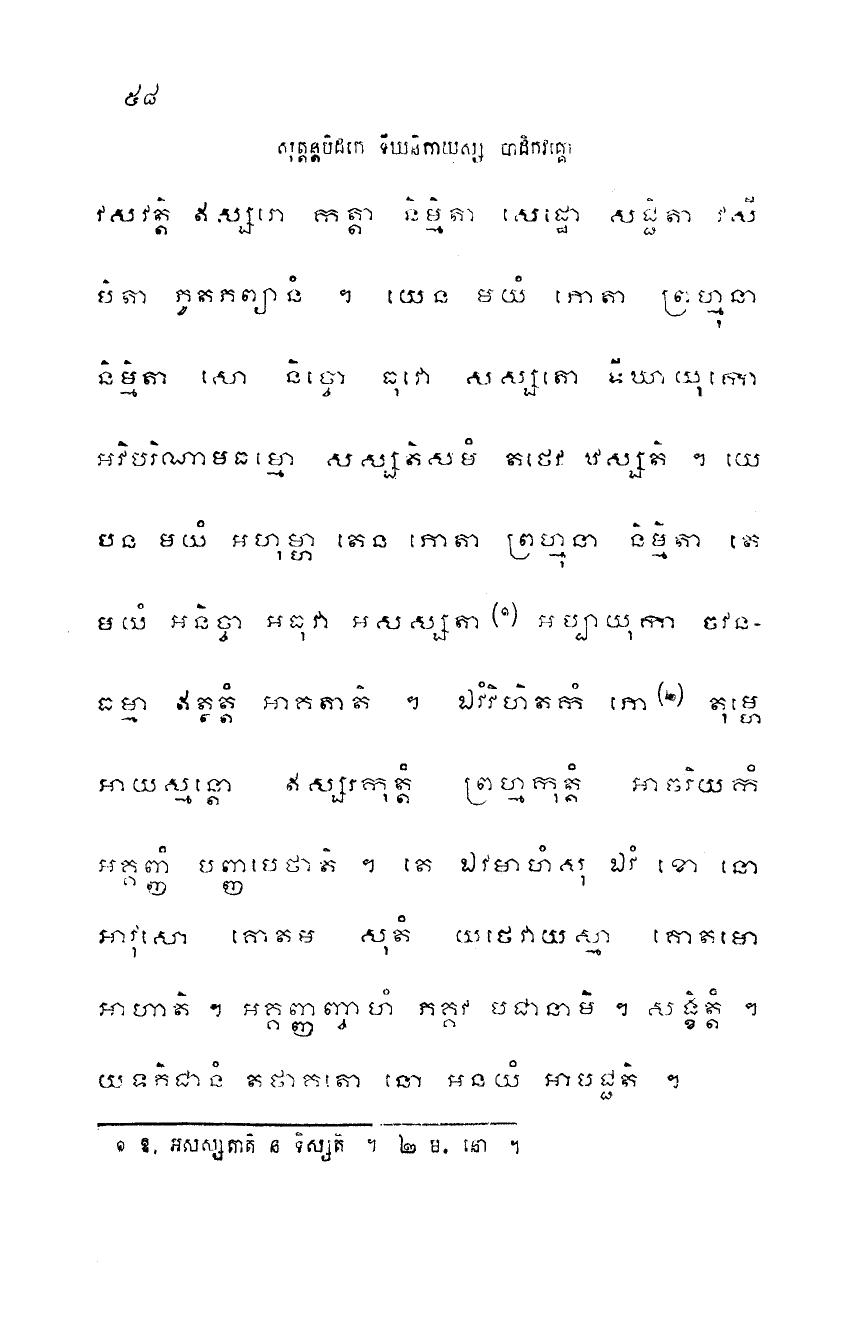 ៥៨
សុត្តន្តបិដកេ ទីឃនិកាយស្ស បាដិកវគ្គោ
វសវត្តិ ឥស្សរោ កត្តា និម្មិតា សេដ្ឋោ សជ្ជិតា វសី
បិតា ភូតភព្យានំ ។ យេន មយំ ភោតា ព្រហ្មុនា
និម្មិតា សោ និច្ចោ ធុវោ សស្សតោ ទីឃាយុកោ
អវិបរិណាមធម្មោ សស្សតិសមំ តថេវ ឋស្សតិ ។ យេ
បន មយំ អហុម្ហា តេន ភោតា ព្រហ្មុនា និម្មិតា តេ
មយំ អនិច្ចា អធុវា អសស្សតា (១) អប្បាយុកា ចវន-
ធម្មា ឥត្ថត្តំ អាគតាតិ ។ ឯវំវិហិតកំ ភោ (២) តុម្ហេ
អាយស្មន្តោ ឥស្សរកុត្តំ ព្រហ្មកុត្តំ អាចរិយកំ
អគ្គញ្ញំ បញ្ញបេថាតិ ។ តេ ឯវមាហំសុ ឯវំ ខោ នោ
អាវុសោ គោតម សុតំ យថេវាយស្មា គោតមោ
អាហាតិ ។ អគ្គញ្ញញ្ចាហំ ភគ្គវ បជានាមិ ។ សង្ខិត្តំ ។
យទភិជានំ តថាគតោ នោ អនយំ អាបជ្ជតិ ។
១ ឱ. អសស្សតាតិ ន ទិស្សតិ ។ ២ ម. នោ ។